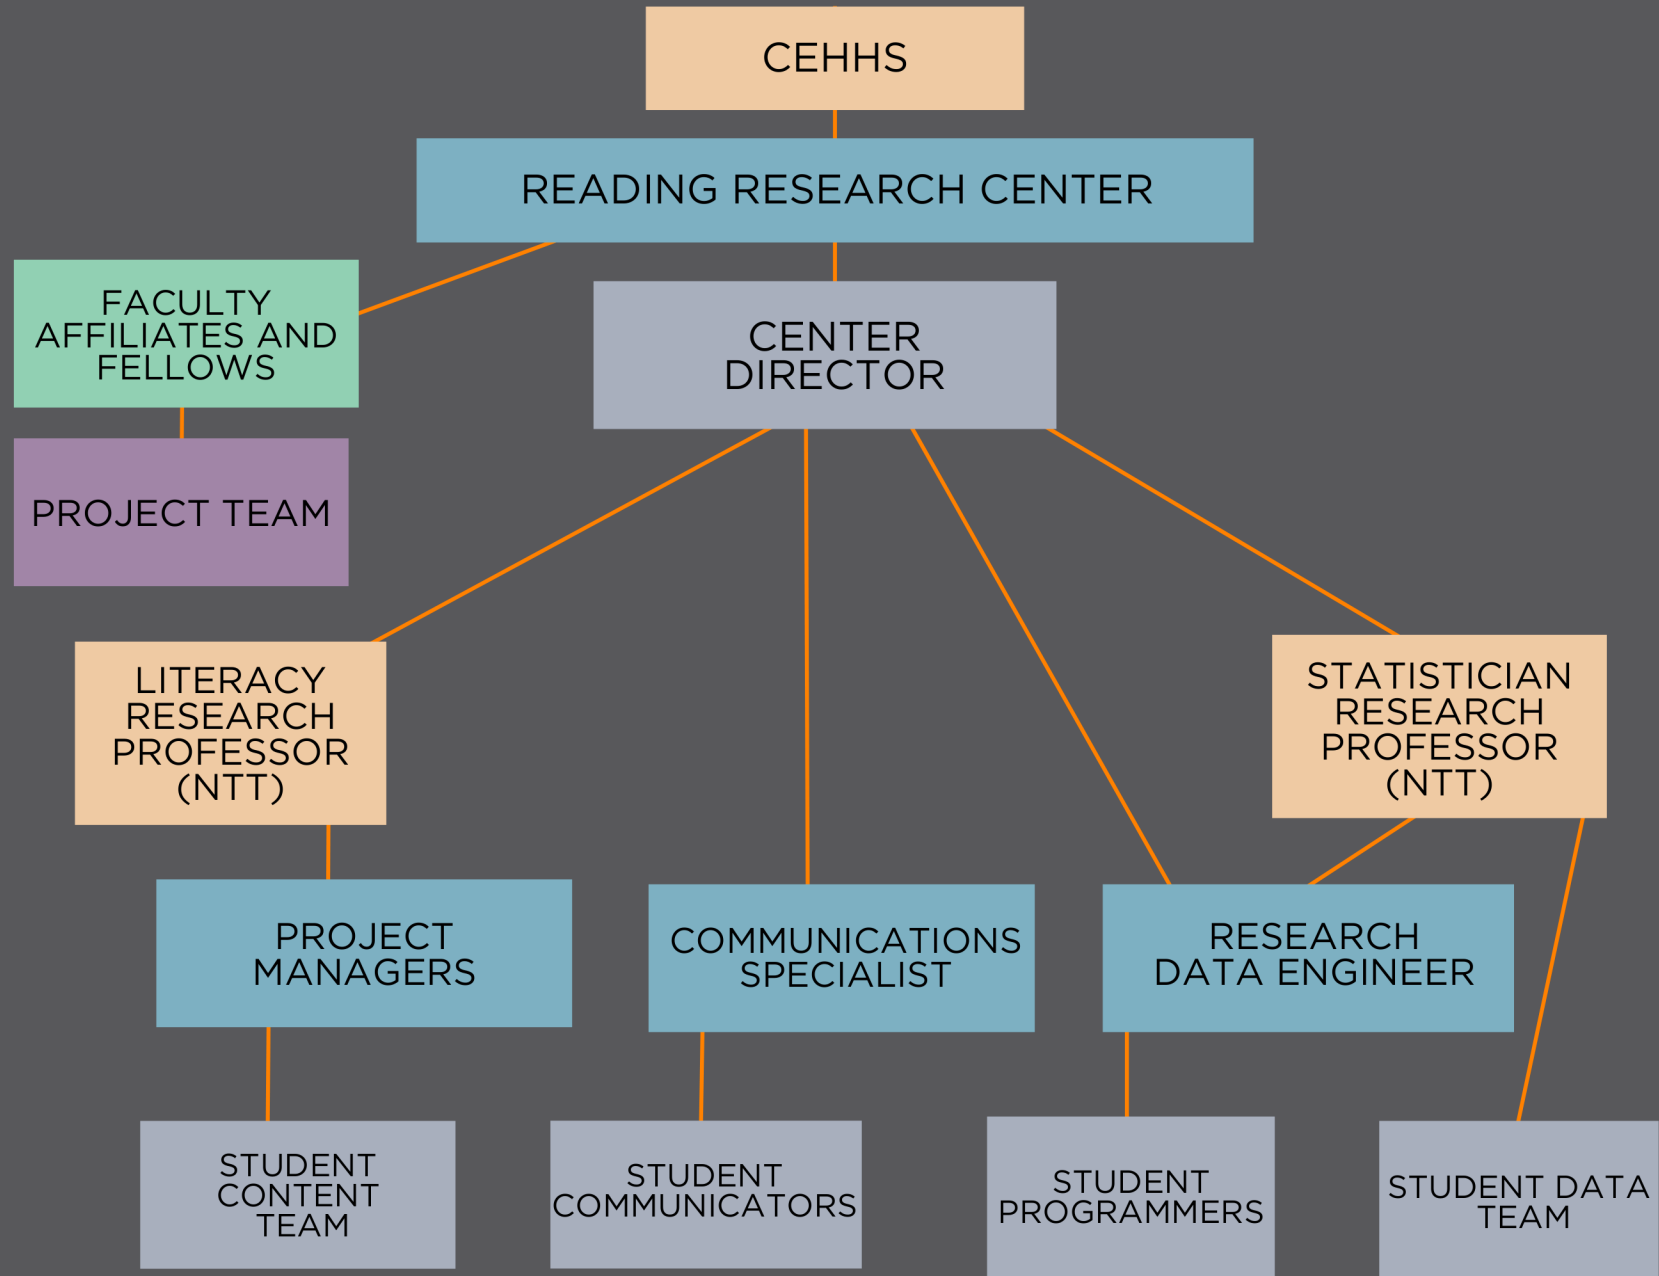 CEHHS
READING RESEARCH CENTER
FACULTY
AFFILIATES AND
FELLOWS
CENTER
DIRECTOR
PROJECT TEAM
LITERACY
RESEARCH
PROFESSOR
(NTT)
STATISTICIAN
RESEARCH
PROFESSOR
(NTT)
PROJECT
MANAGERS
COMMUNICATIONS
SPECIALIST
RESEARCH
DATA ENGINEER
STUDENT
CONTENT
TEAM
STUDENT
COMMUNICATORS
STUDENT
PROGRAMMERS
STUDENT DATA
TEAM